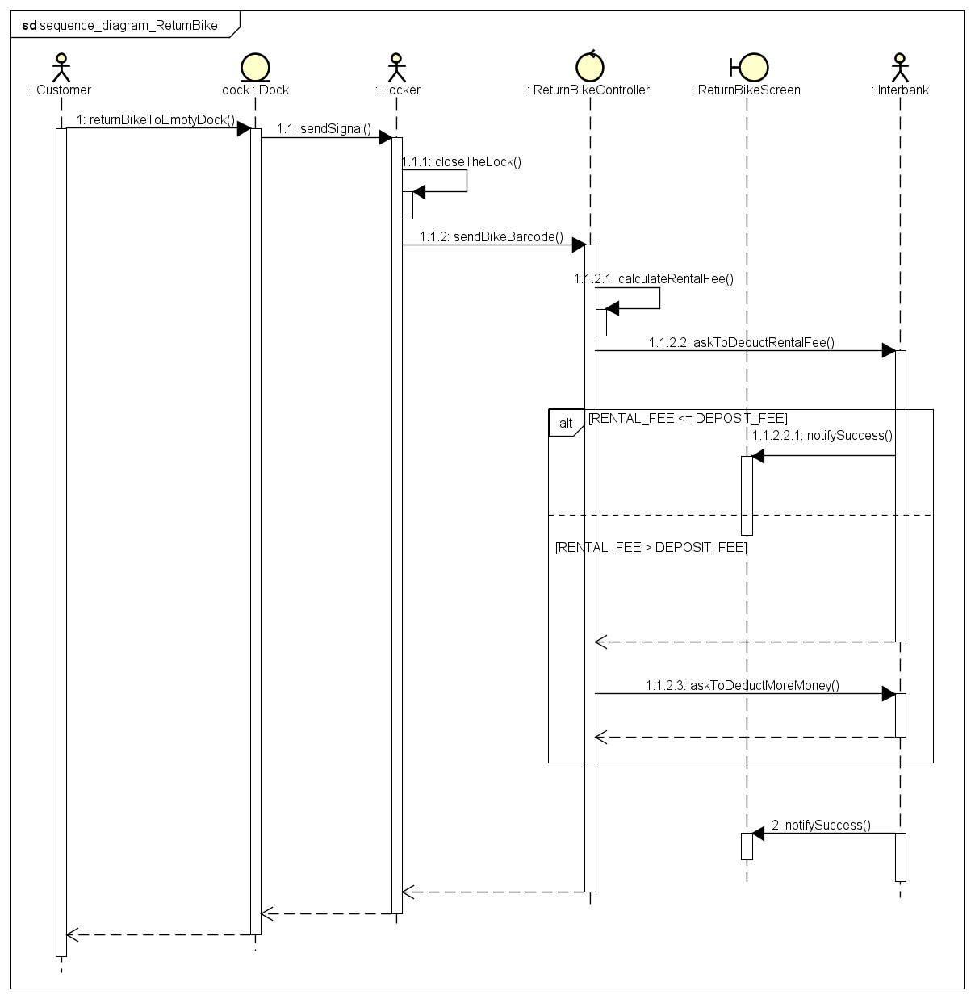 sd sequence_diagram_ReturnBike
: Customer
dock : Dock
: Locker
: ReturnBikeController
: ReturnBikeScreen
: Interbank
1: returnBikeToEmptyDock()
1.1: sendSignal()
1.1.1: closeTheLock()
1.1.2: sendBikeBarcode()
1.1.2.1: calculateRentalFee()
1.1.2.2: askToDeductRentalFee()
alt
[RENTAL_FEE <= DEPOSIT_FEE]
1.1.2.2.1: notifySuccess()
[RENTAL_FEE > DEPOSIT_FEE]
1.1.2.3: askToDeductMoreMoney()
2: notifySuccess()